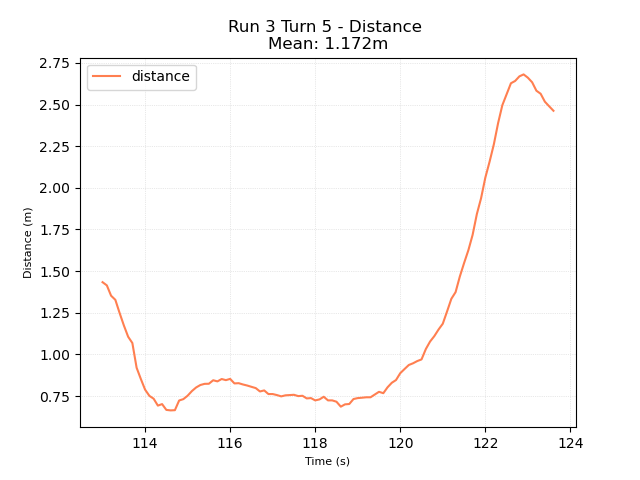 Run 3 Turn 5 - Distance
Mean: 1.172m
distance
2.75
2.50
2.25
2.00
1.75
1.50
1.25
1.00
0.75
Distance (m)
114 116 118 120 122 124
Time (s)